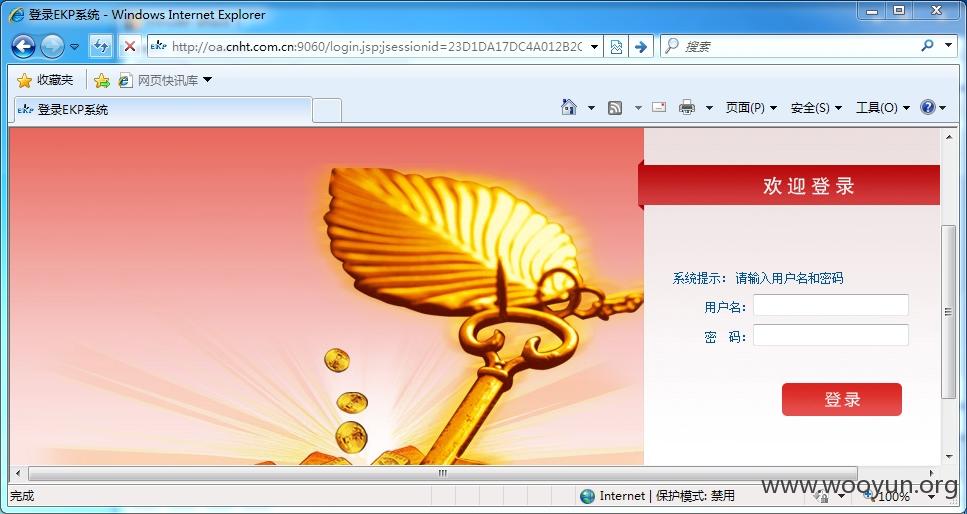 登录EKP系统 - Windows Internet Explorer
EKP http://oa.cnht.com.cn:9060/login.jsp;jsessionid=23D1DA17DC4A012B2C
搜索
收藏夹
网页快讯库
EKP 登录EKP系统
页面(P)
安全(S)
工具(O)
欢迎登录
系统提示: 请输入用户名和密码
用户名:
密 码:
登录
完成
Internet | 保护模式: 禁用
100%
www.wooyun.org